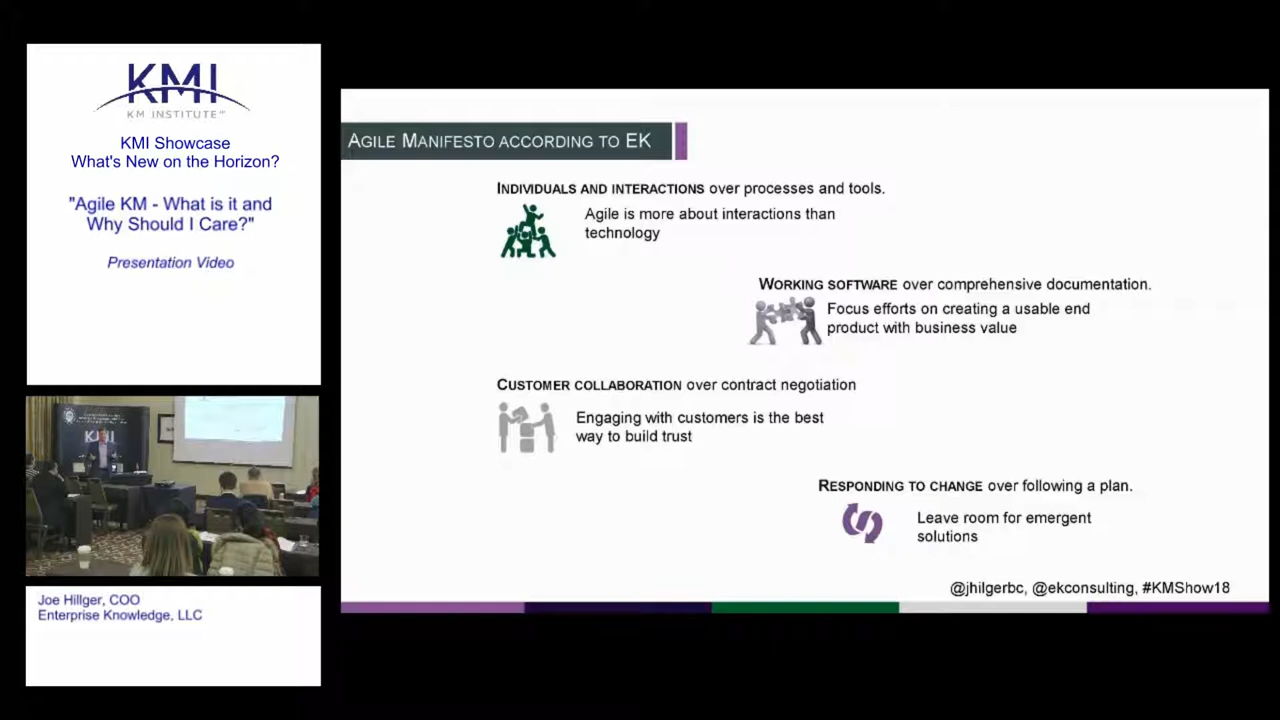 KMI
KM INSTITUTE
KMI Showcase
What's New on the Horizon?
"Agile KM - What is it and
Why Should I Care?"
Presentation Video
KMI
Joe Hillger, COO
Enterprise Knowledge, LLC
AGILE MANIFESTO ACCORDING TO EK
INDIVIDUALS AND INTERACTIONS over processes and tools.
Agile is more about interactions than
technology
WORKING SOFTWARE over comprehensive documentation.
Focus efforts on creating a usable end
product with business value
CUSTOMER COLLABORATION over contract negotiation
Engaging with customers is the best
way to build trust
RESPONDING TO CHANGE over following a plan.
Leave room for emergent
solutions
@jhilgerbc, @ekconsulting, #KMShow18